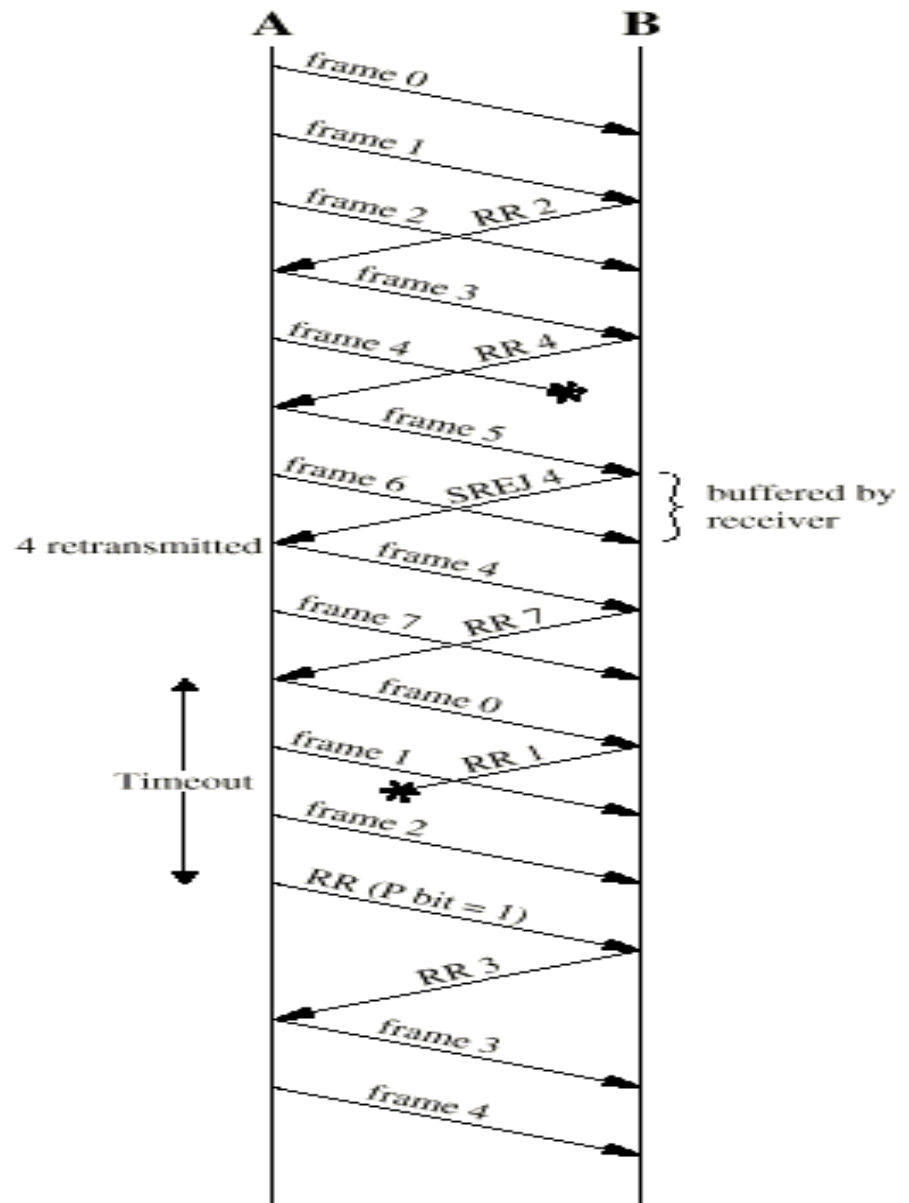 A
B
frame 0
frame 1
frame 2
RR 2
frame 3
frame 4
RR 4
frame 5
frame 6
SREJ 4
buffered by
receiver
4 retransmitted
frame 4
frame 7
RR 7
frame 0
frame 1
RR 1
Timeout
frame 2
RR (P bit = 1)
RR 3
frame 3
frame 4